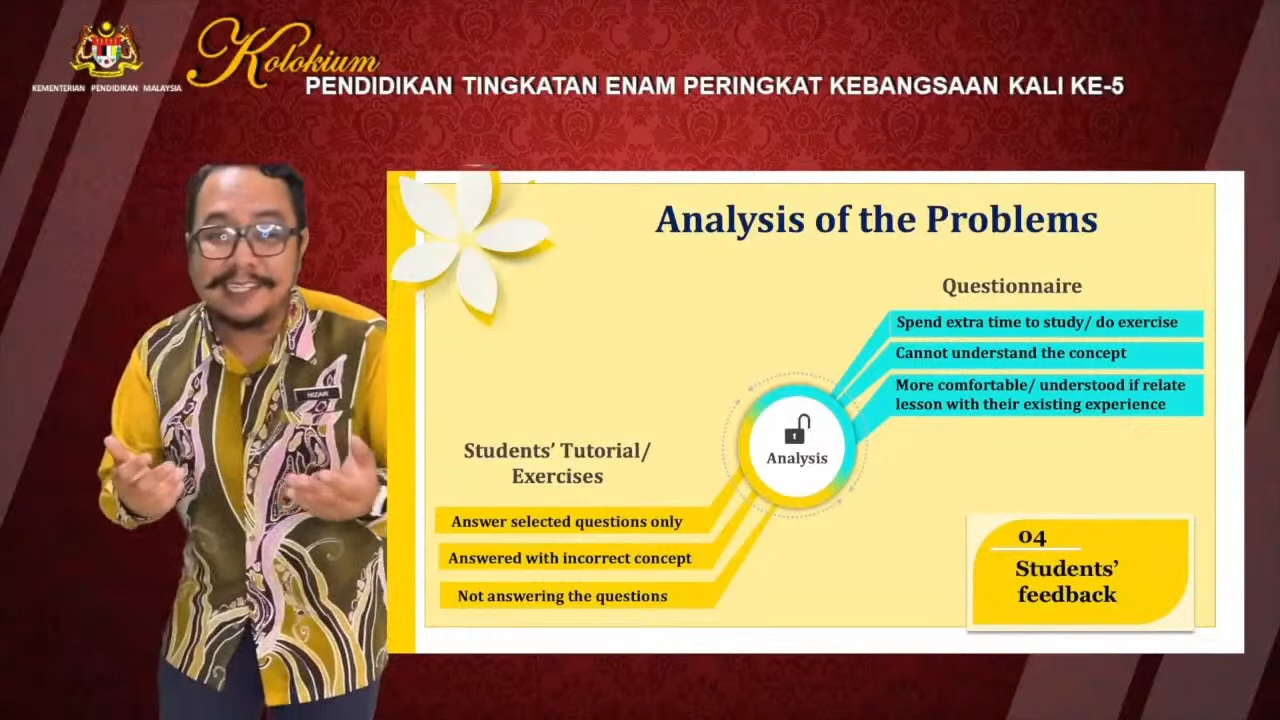 Kolokium
KEMENTERIAN PENDIDIKAN MALAYSIA
PENDIDIKAN TINGKATAN ENAM PERINGKAT KEBANGSAAN KALI KE-5
Analysis of the Problems
Questionnaire
Spend extra time to study/ do exercise
Cannot understand the concept
More comfortable/ understood if relate
lesson with their existing experience
Analysis
Students’ Tutorial/
Exercises
Answer selected questions only
Answered with incorrect concept
Not answering the questions
04
Students’
feedback